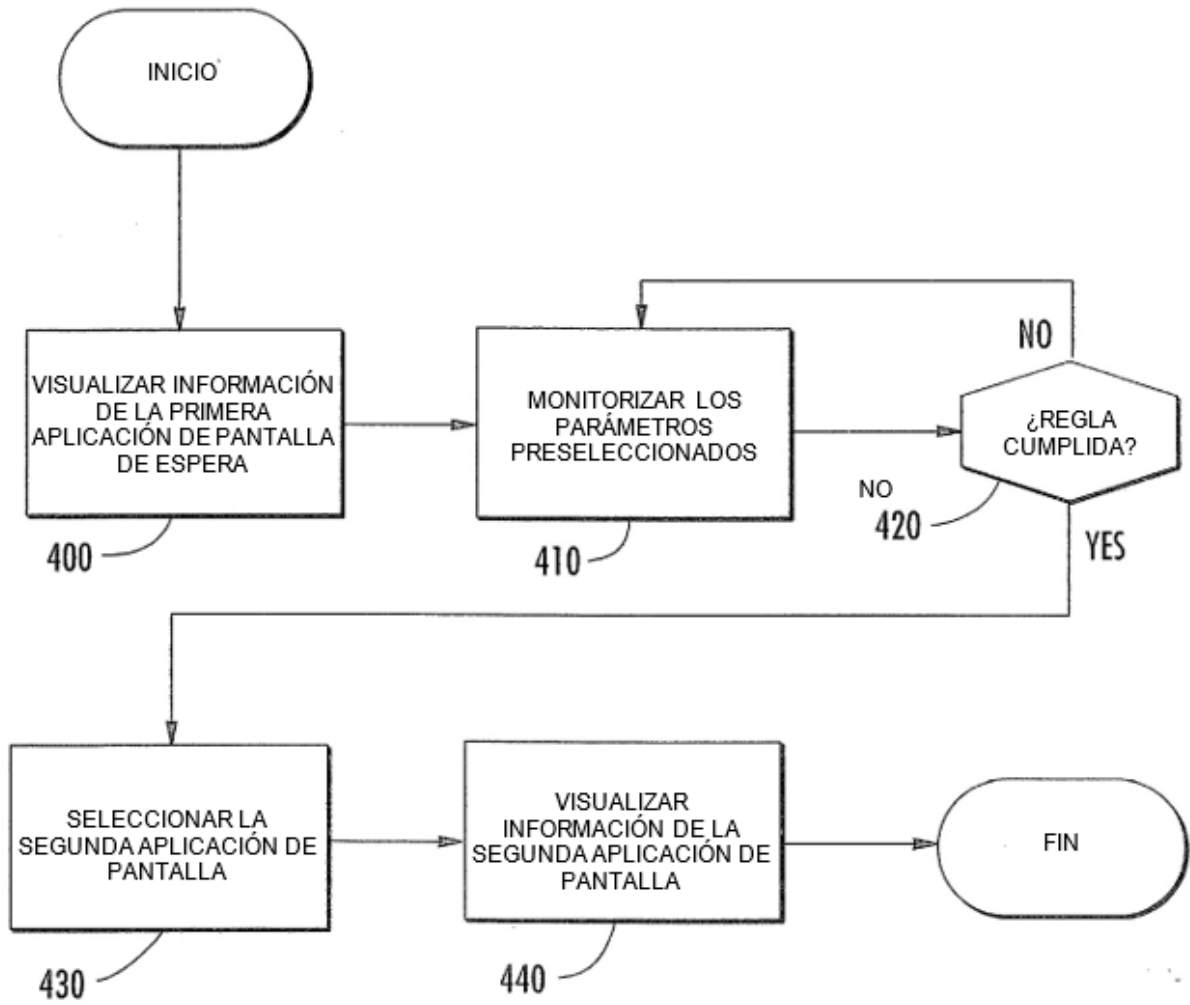 INICIO
VISUALIZAR INFORMACIÓN
DE LA PRIMERA
APLICACIÓN DE PANTALLA
DE ESPERA
400
MONITORIZAR LOS
PARÁMETROS
PRESELECCIONADOS
410
NO
¿REGLA
CUMPLIDA?
NO
420
YES
SELECCIONAR LA
SEGUNDA APLICACIÓN DE
PANTALLA
430
VISUALIZAR
INFORMACIÓN DE LA
SEGUNDA APLICACIÓN DE
PANTALLA
440
FIN